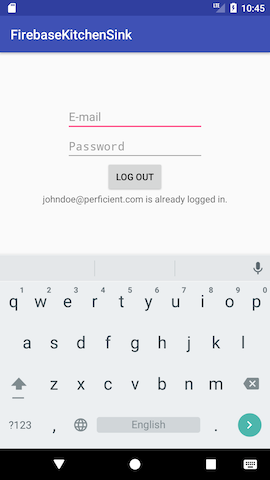 LTE 10:45
FirebaseKitchenSink
E-mail
Password
LOG OUT
johndoe@perficient.com is already logged in.
1 2 3 4 5 6 7 8 9 0
q w e r t y u i o p
a s d f g h j k l
z x c v b n m
?123 , English .